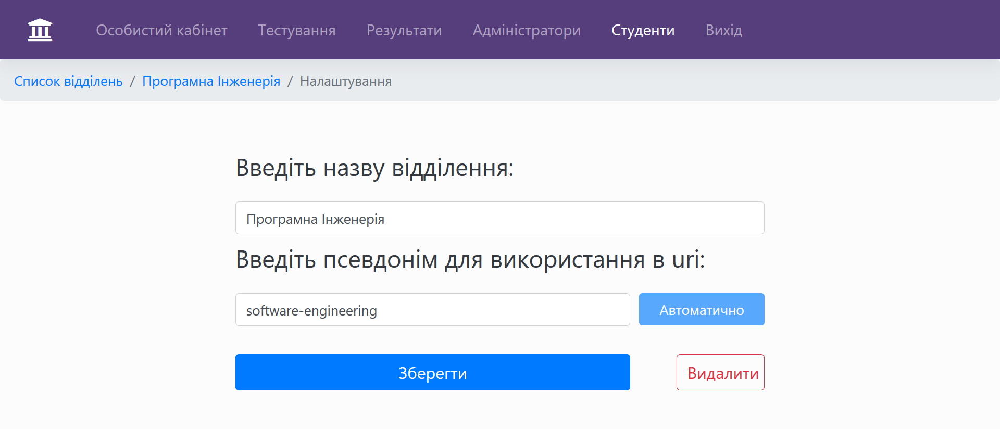 Особистий кабінет Тестування Результати Адміністратори Студенти Вихід
Список відділень / Програмна Інженерія / Налаштування
Введіть назву відділення:
Програмна Інженерія
Введіть псевдонім для використання в uri:
software-engineering Автоматично
Зберегти Видалити